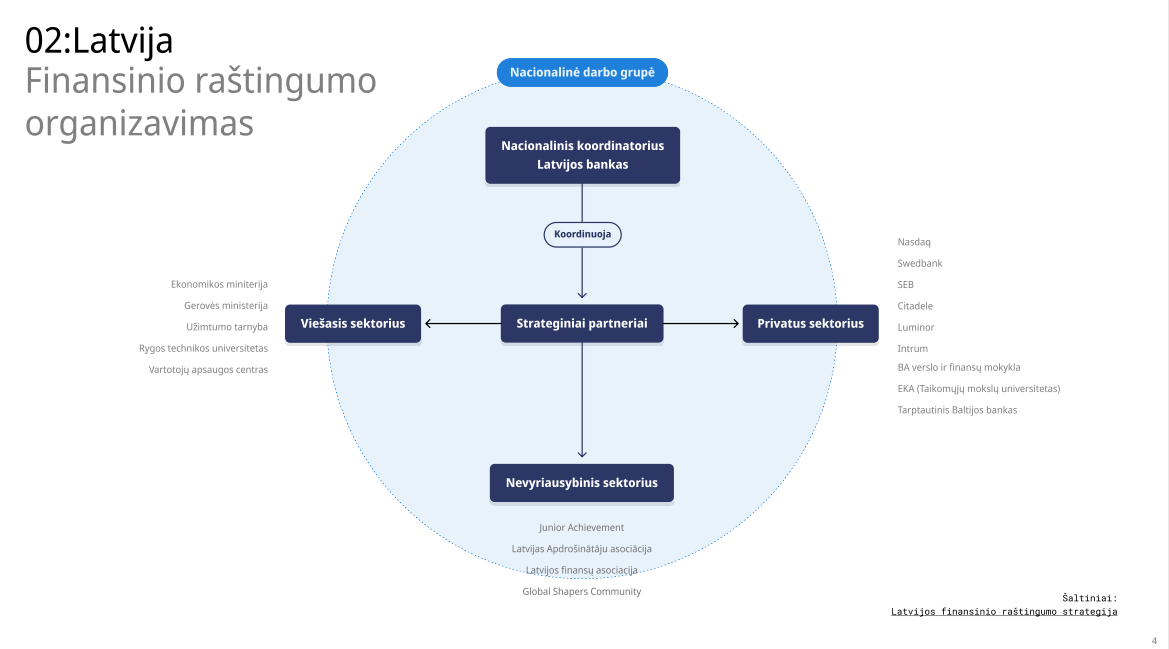 02:Latvija
Finansinio raštingumo
organizavimas
Nacionalinė darbo grupė
Nacionalinis koordinatorius
Latvijos bankas
Koordinuoja
Ekonomikos miniterija
Gerovės ministerija
Užimtumo tarnyba
Rygos technikos universitetas
Vartotojų apsaugos centras
Viešasis sektorius
Strateginiai partneriai
Privatus sektorius
Nasdaq
Swedbank
SEB
Citadele
Luminor
Intrum
BA verslo ir finansų mokykla
EKA (Taikomųjų mokslų universitetas)
Tarptautinis Baltijos bankas
Nevyriausybinis sektorius
Junior Achievement
Latvijas Apdrošinātāju asociācija
Latvijos finansų asociacija
Global Shapers Community
Šaltiniai:
Latvijos finansinio raštingumo strategija
4